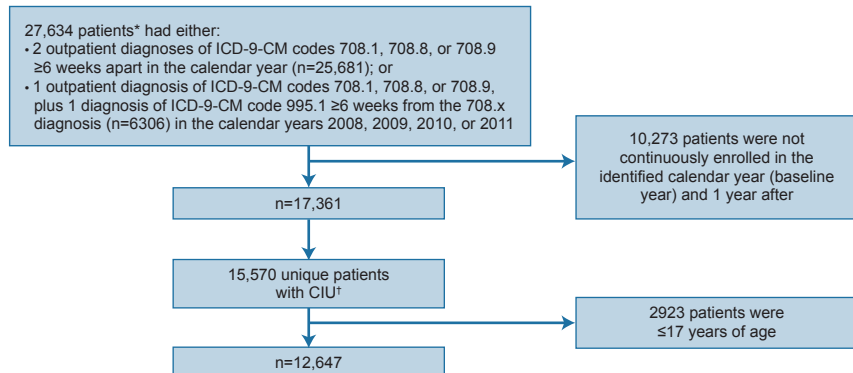 27,634 patients* had either:
• 2 outpatient diagnoses of ICD-9-CM codes 708.1, 708.8, or 708.9
≥6 weeks apart in the calendar year (n=25,681); or
• 1 outpatient diagnosis of ICD-9-CM codes 708.1, 708.8, or 708.9,
plus 1 diagnosis of ICD-9-CM code 995.1 ≥6 weeks from the 708.x
diagnosis (n=6306) in the calendar years 2008, 2009, 2010, or 2011
10,273 patients were not
continuously enrolled in the
identified calendar year (baseline
year) and 1 year after
n=17,361
15,570 unique patients
with CIU†
2923 patients were
≤17 years of age
n=12,647